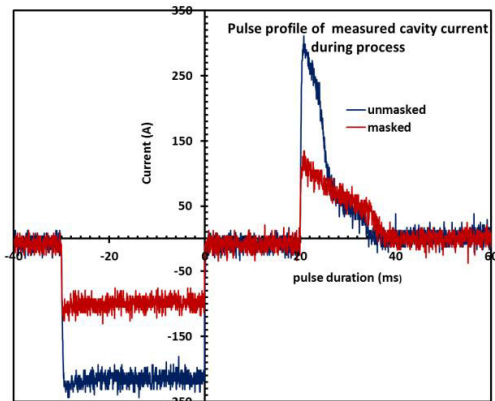 350
Pulse profile of measured cavity current
during process
250
unmasked
masked
150
Current (A)
50
-40
-20
0
20
40
60
-50
pulse duration (ms)
-150